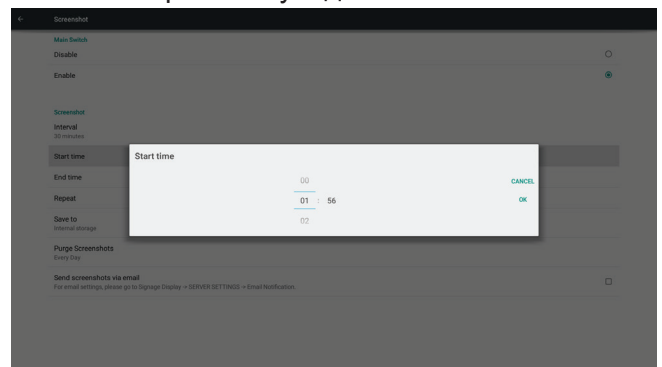 ←
Screenshot
Main Switch
Disable
Enable
Screenshot
Interval
30 minutes
Start time
Start time
00
CANCEL
01 : 56
OK
02
End time
Repeat
Save to
Internal storage
Purge Screenshots
Every Day
Send screenshots via email
For email settings, please go to Signage Display → SERVER SETTINGS → Email Notification.